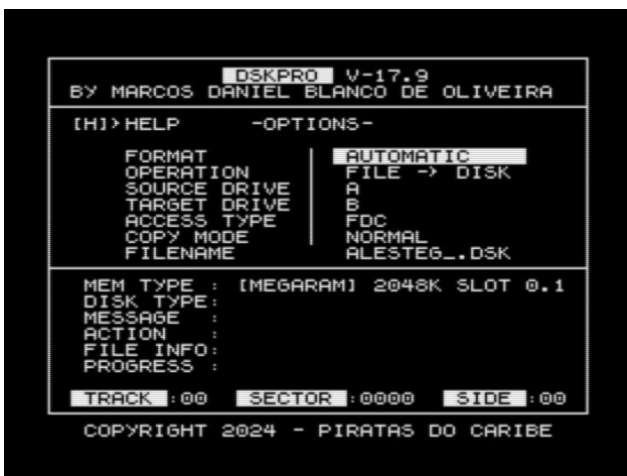 DSKPRO V-17.9
BY MARCOS DANIEL BLANCO DE OLIVEIRA
[H]>HELP -OPTIONS-
FORMAT AUTOMATIC
OPERATION FILE -> DISK
SOURCE DRIVE A
TARGET DRIVE B
ACCESS TYPE FDC
COPY MODE NORMAL
FILENAME ALESTEG_.DSK
MEM TYPE : [MEGARAM] 2048K SLOT 0.1
DISK TYPE:
MESSAGE :
ACTION :
FILE INFO:
PROGRESS :
TRACK :00 SECTOR :0000 SIDE :00
COPYRIGHT 2024 - PIRATAS DO CARIBE